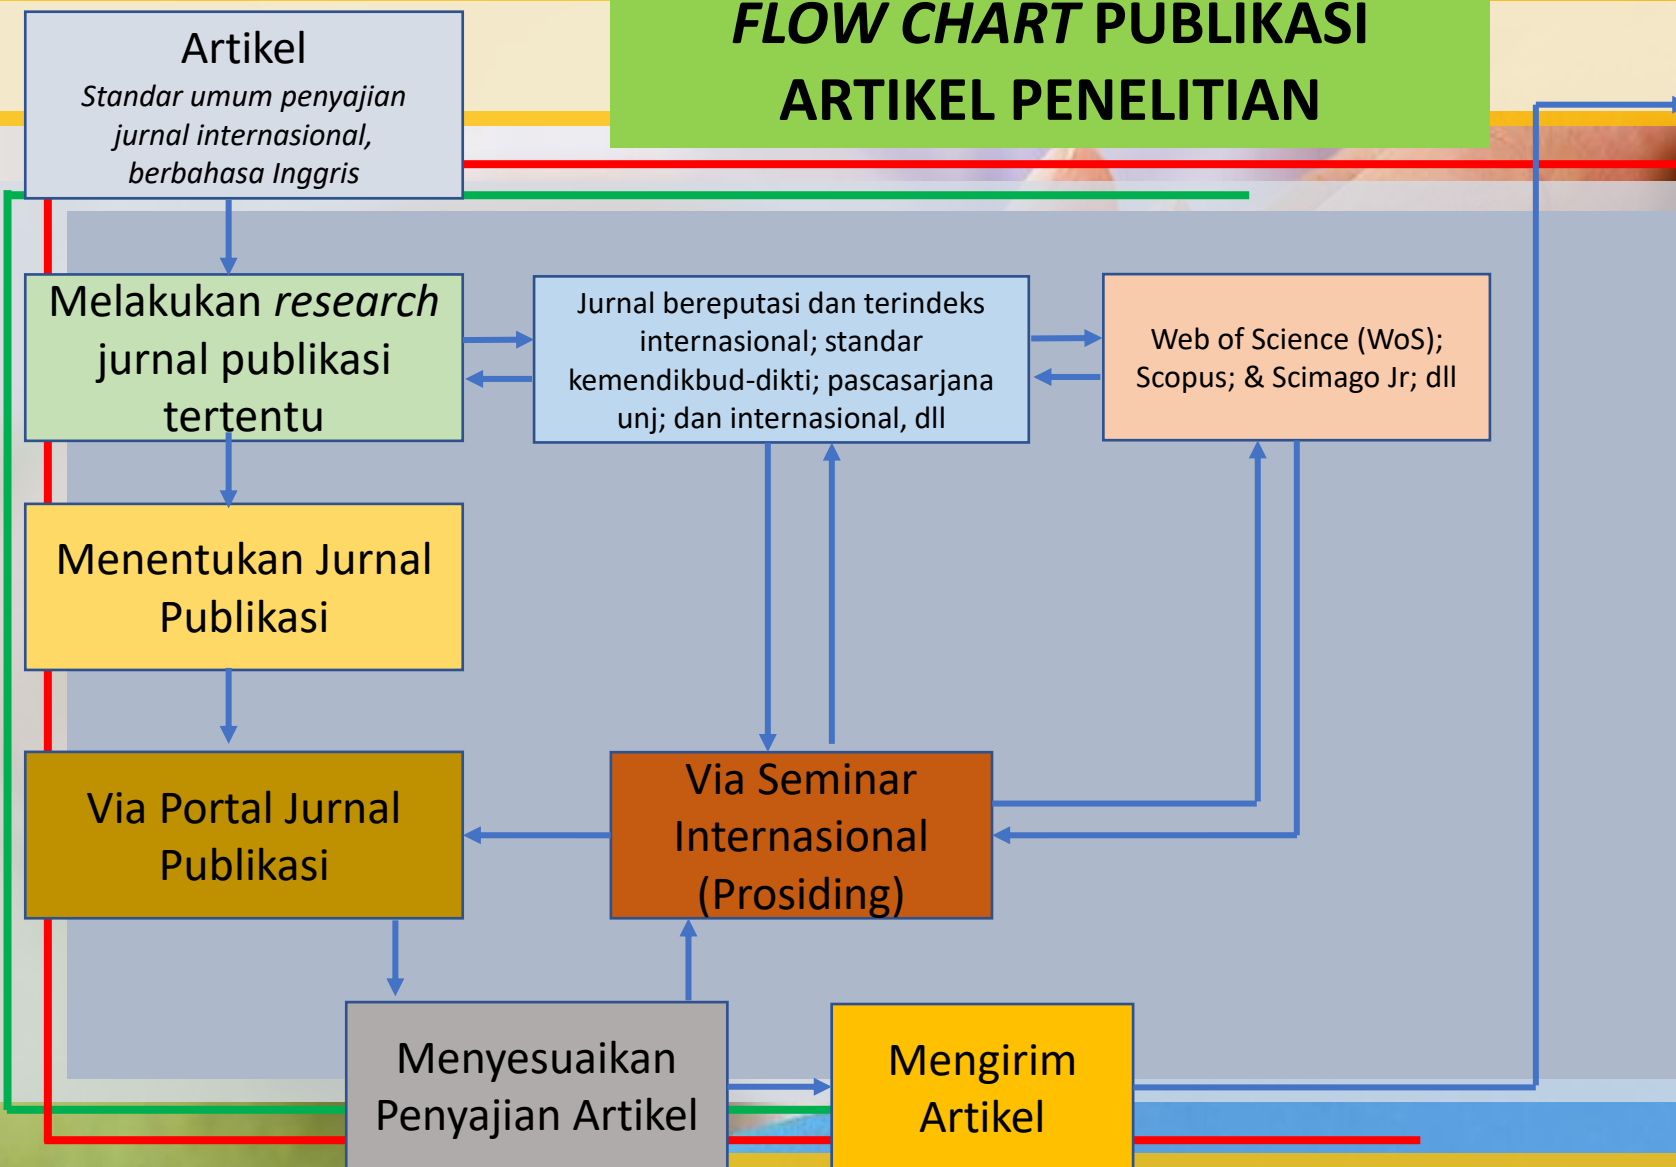 FLOW CHART PUBLIKASI
ARTIKEL PENELITIAN
Artikel
Standar umum penyajian
jurnal internasional,
berbahasa Inggris
Melakukan research
jurnal publikasi
tertentu
Jurnal bereputasi dan terindeks
internasional; standar
kemendikbud-dikti; pascasarjana
unj; dan internasional, dll
Web of Science (WoS);
Scopus; & Scimago Jr; dll
Menentukan Jurnal
Publikasi
Via Portal Jurnal
Publikasi
Via Seminar
Internasional
(Prosiding)
Menyesuaikan
Penyajian Artikel
Mengirim
Artikel